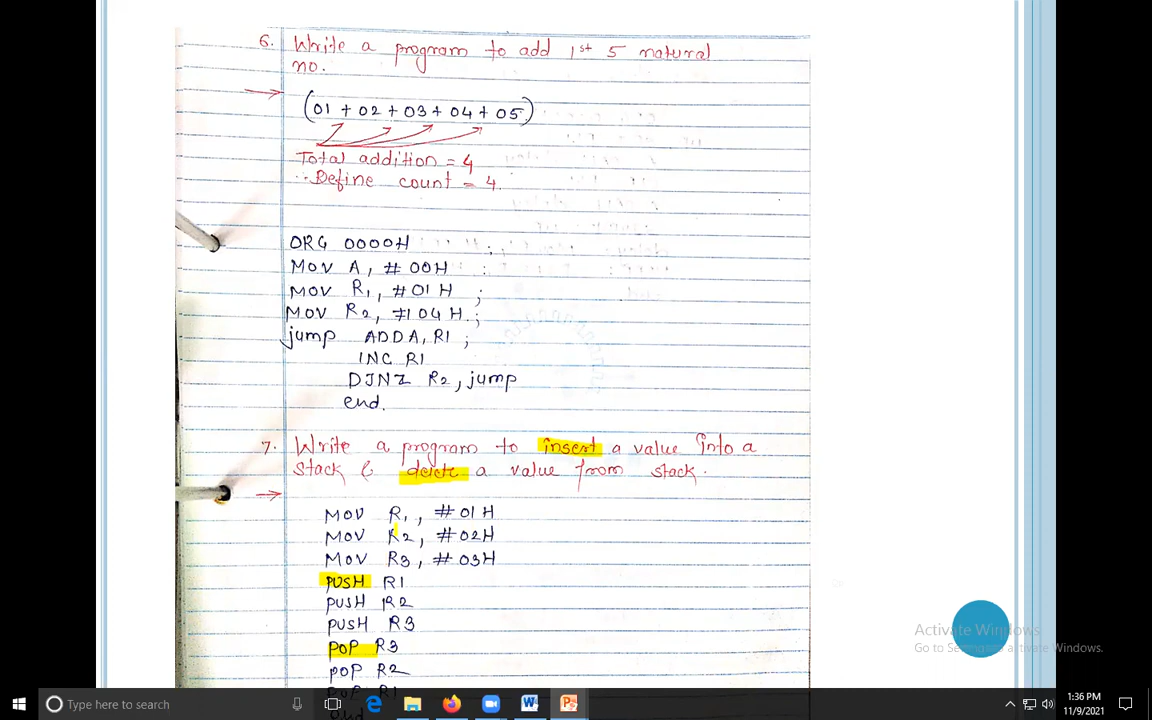 6. Write a program to add 1st 5 natural
no.
(01 + 02 + 03 + 04 + 05)
Total addition = 4
∴ Define count = 4.
ORG 0000H ;
MOV A, # 00H ;
MOV R1, #01 H ;
MOV R2, #104 H. ;
jump ADDA, R1 ;
INC R1
DJNZ R2, jump
end.
7. Write a program to insert a value into a
stack & delete a value from stack.
MOV R1, #01H
MOV R2, #02H
MOV R3, #03H
PUSH R1
PUSH R2
PUSH R3
POP R3
POP R2
R1
Activate Windows
Go to Settings to activate Windows.
Type here to search
1:36 PM
11/9/2021